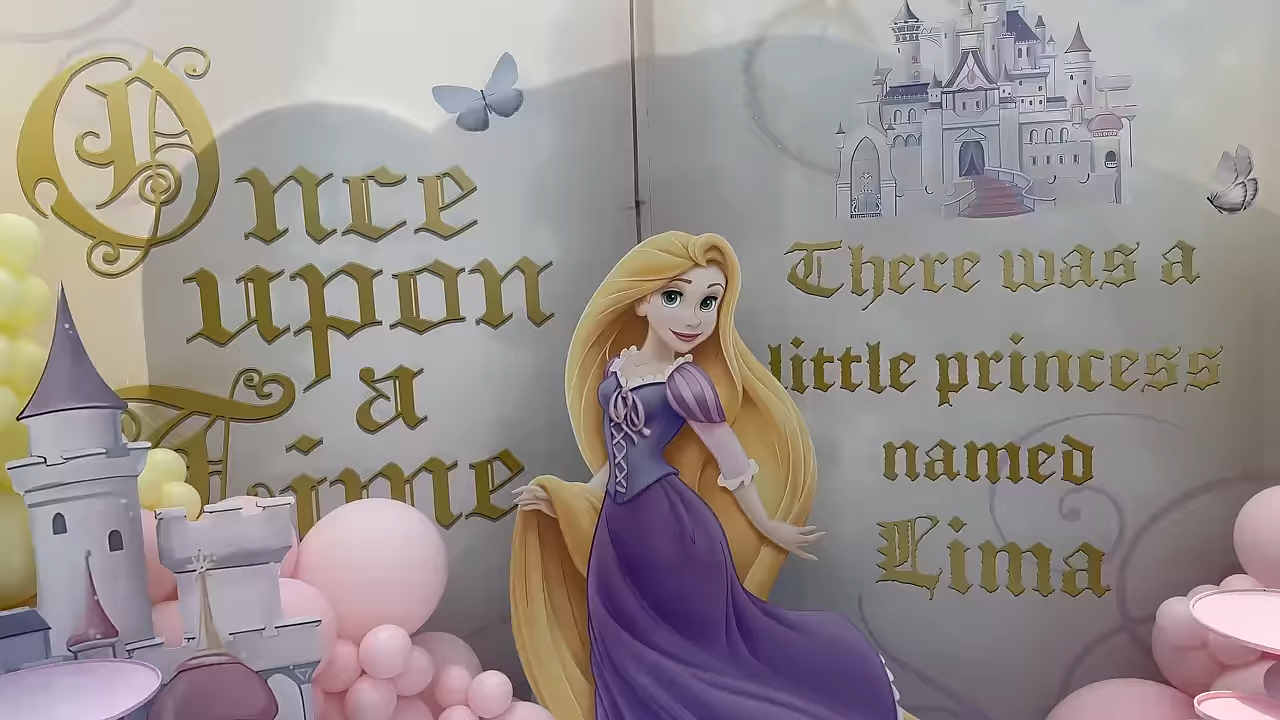 Once
upon
a
Time
There was a
little princess
named
Lima